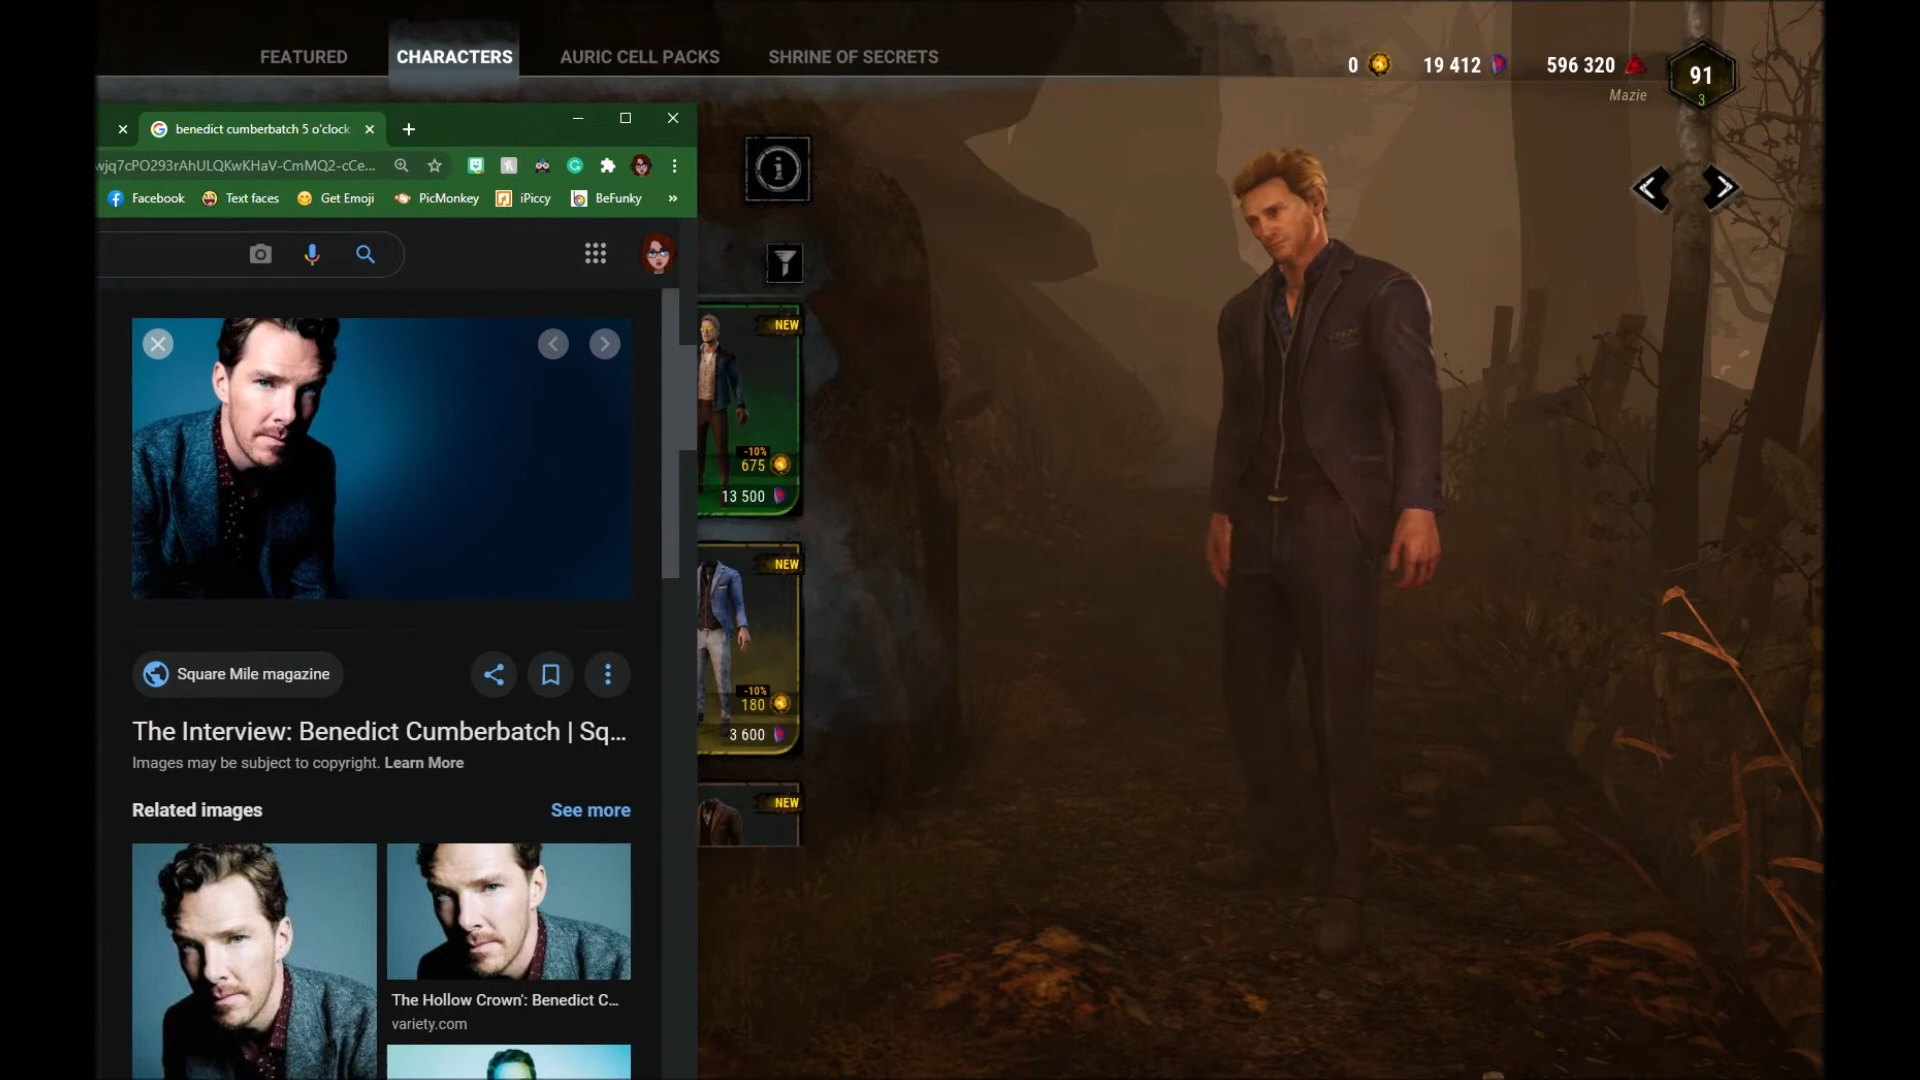 FEATURED
CHARACTERS
AURIC CELL PACKS
SHRINE OF SECRETS
0
19 412
596 320
91
3
Mazie
benedict cumberbatch 5 o'clock
wjq7cPO293rAhULQKwKHaV-CmMQ2-cCe...
Facebook
Text faces
Get Emoji
PicMonkey
iPiccy
BeFunky
»
NEW
-10%
675
13 500
NEW
-10%
180
3 600
NEW
Square Mile magazine
The Interview: Benedict Cumberbatch | Sq...
Images may be subject to copyright. Learn More
Related images
See more
The Hollow Crown': Benedict C...
variety.com